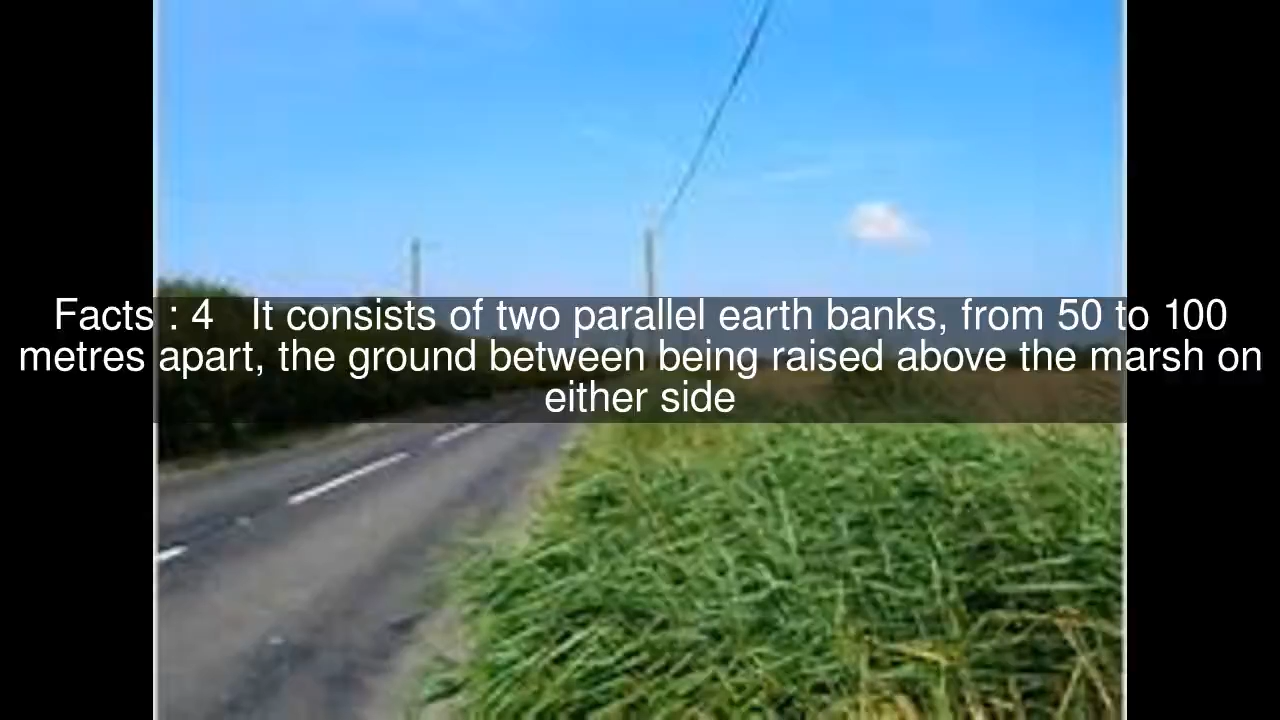 Facts : 4   It consists of two parallel earth banks, from 50 to 100
metres apart, the ground between being raised above the marsh on
either side